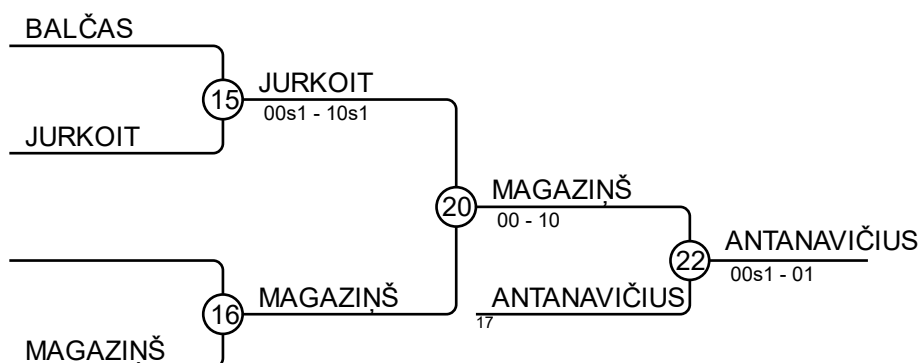 BALČAS
15
JURKOIT
00s1 - 10s1
JURKOIT
20
MAGAZIŅŠ
00 - 10
22
ANTANAVIČIUS
00s1 - 01
16
MAGAZIŅŠ
ANTANAVIČIUS
17
MAGAZIŅŠ